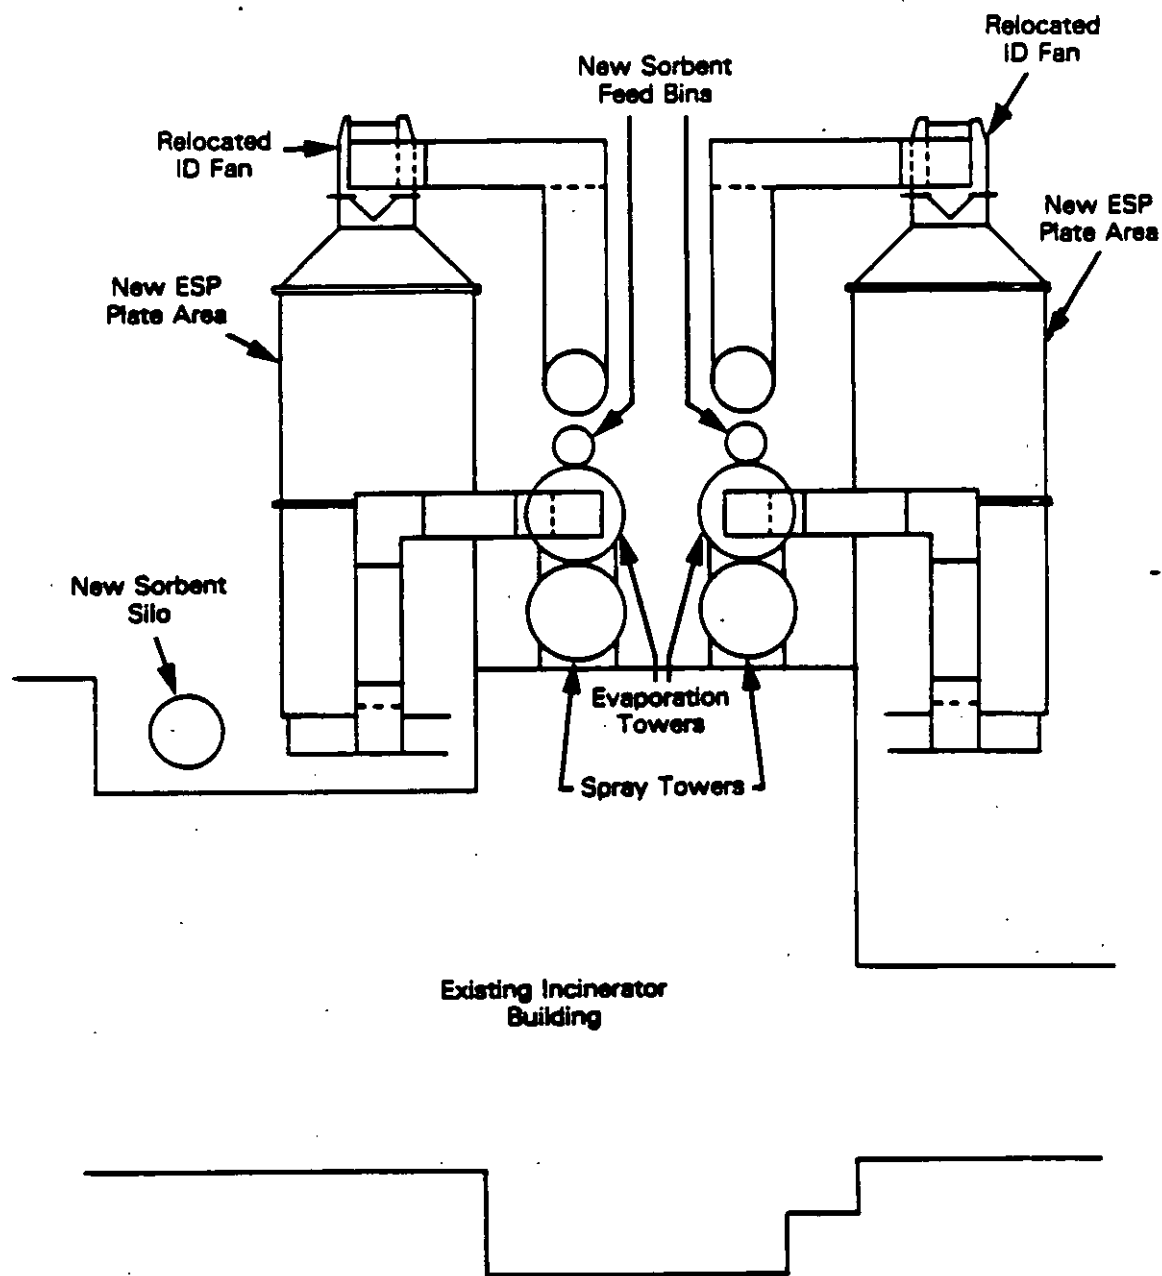 Relocated
ID Fan
New Sorbent
Feed Bins
Relocated
ID Fan
New ESP
Plate Area
New ESP
Plate Area
New Sorbent
Silo
Evaporation
Towers
Spray Towers
Existing Incinerator
Building